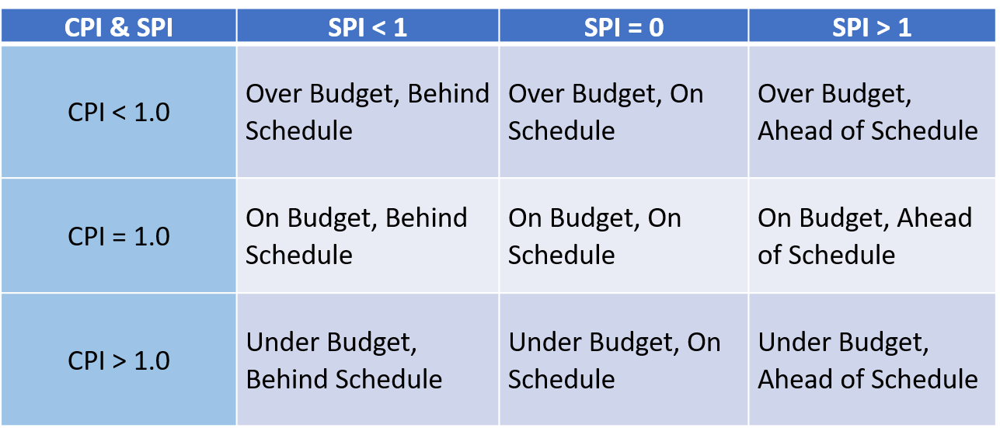 CPI & SPI
SPI < 1
SPI = 0
SPI > 1
CPI < 1.0
Over Budget, Behind
Schedule
Over Budget, On
Schedule
Over Budget,
Ahead of Schedule
CPI = 1.0
On Budget, Behind
Schedule
On Budget, On
Schedule
On Budget, Ahead
of Schedule
CPI > 1.0
Under Budget,
Behind Schedule
Under Budget, On
Schedule
Under Budget,
Ahead of Schedule